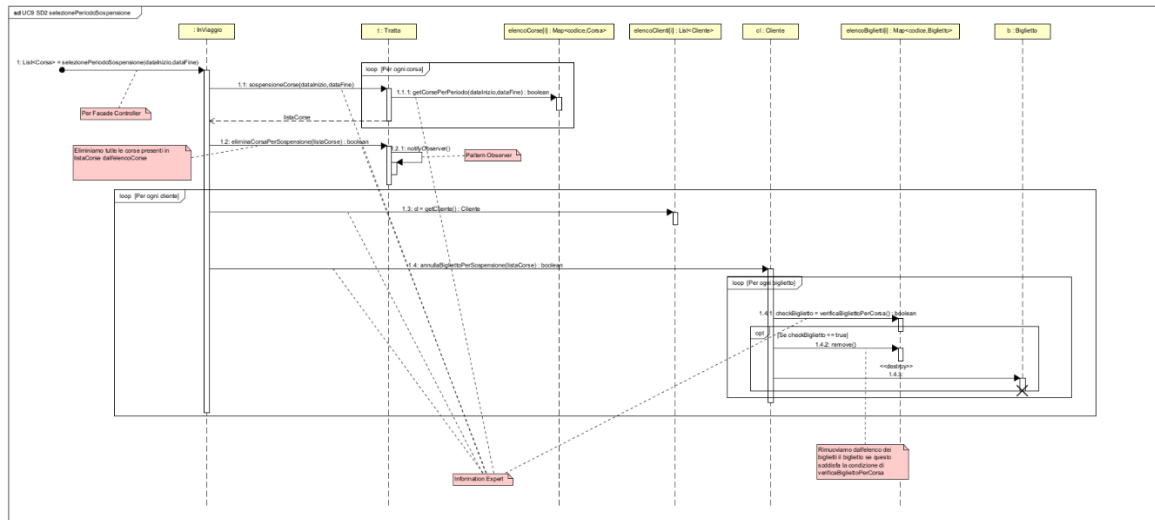 sd UC9 SD2 selezionePeriodoSospensione
: InViaggio
t : Tratta
elencoCorse[i] : Map<codice,Corsa>
elencoClienti[i] : List<Cliente>
cl : Cliente
elencoBiglietti[i] : Map<codice,Biglietto>
b : Biglietto
1: List<Corsa> = selezionePeriodoSospensione(dataInizio,dataFine)
loop [Per ogni corsa]
1.1: sospensioneCorse(dataInizio,dataFine)
1.1.1: getCorsePerPeriodo(dataInizio,dataFine) : boolean
Per Facade Controller
listaCorse
1.2: eliminaCorsaPerSospensione(listaCorse) : boolean
1.2.1: notifyObserver()
Eliminiamo tutte le corse presenti in
listaCorse dall'elencoCorse
Pattern Observer
loop [Per ogni cliente]
1.3: cl = getCliente() : Cliente
1.4: annullaBigliettoPerSospensione(listaCorse) : boolean
loop [Per ogni biglietto]
1.4.1: checkBiglietto = verificaBigliettoPerCorsa() : boolean
opt [se checkBiglietto == true]
1.4.2: remove()
<<destroy>>
1.4.3:
Rimuoviamo dall'elenco dei
biglietti il biglietto se questo
soddisfa la condizione di
verificaBigliettoPerCorsa
Information Expert